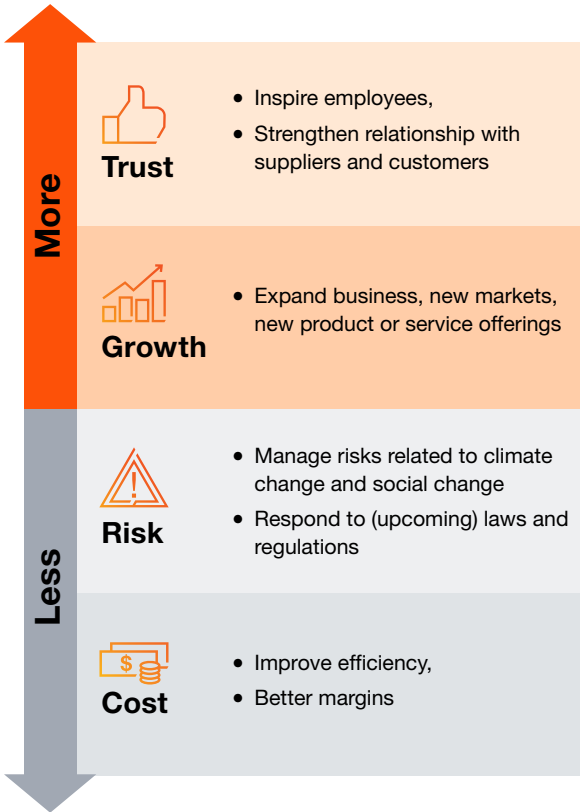 More
Trust
• Inspire employees,
• Strengthen relationship with
suppliers and customers
Growth
• Expand business, new markets,
new product or service offerings
Less
Risk
• Manage risks related to climate
change and social change
• Respond to (upcoming) laws and
regulations
$
Cost
• Improve efficiency,
• Better margins